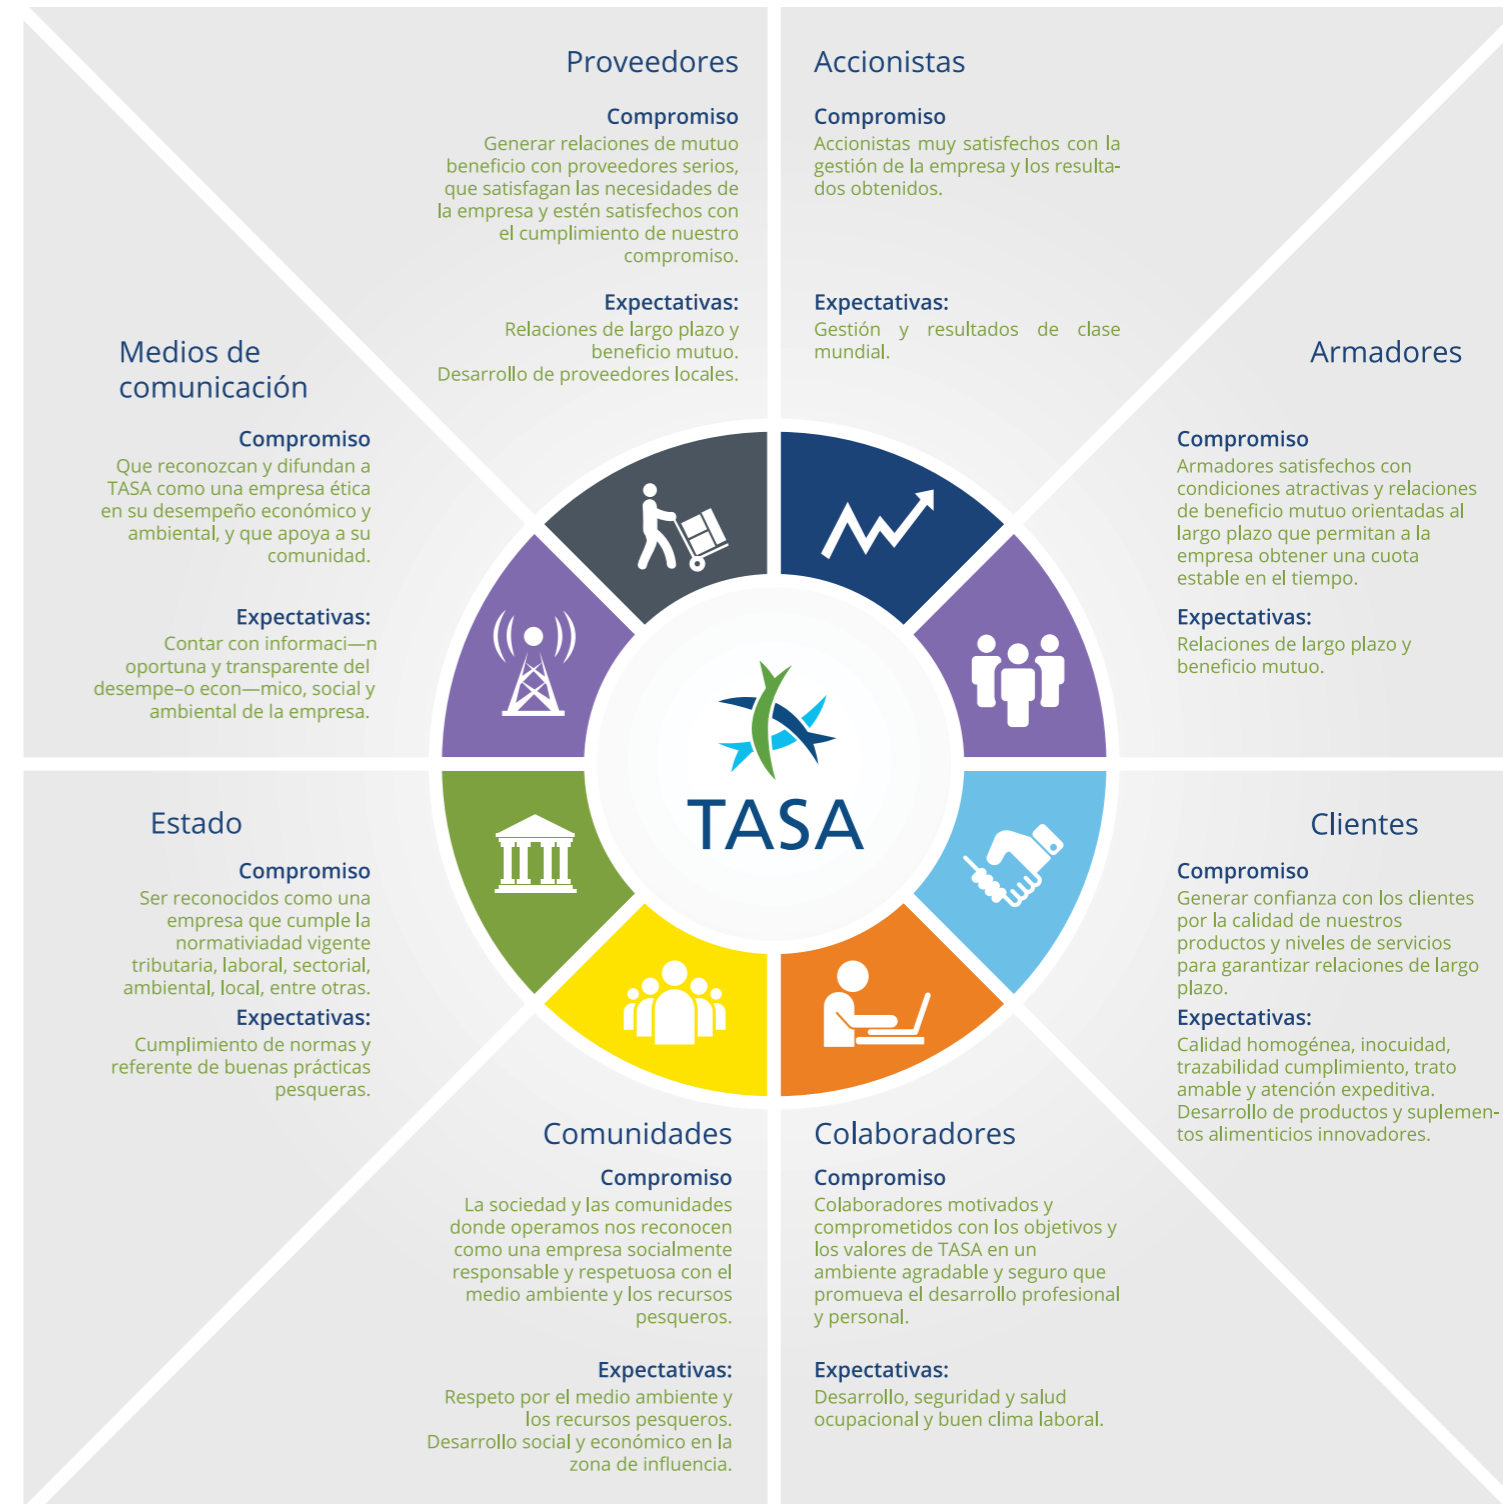 Proveedores
Compromiso
Generar relaciones de mutuo
beneficio con proveedores serios,
que satisfagan las necesidades de
la empresa y estén satisfechos con
el cumplimiento de nuestro
compromiso.
Expectativas:
Relaciones de largo plazo y
beneficio mutuo.
Desarrollo de proveedores locales.
Accionistas
Compromiso
Accionistas muy satisfechos con la
gestión de la empresa y los resulta-
dos obtenidos.
Expectativas:
Gestión y resultados de clase
mundial.
Medios de
comunicación
Compromiso
Que reconozcan y difundan a
TASA como una empresa ética
en su desempeño económico y
ambiental, y que apoya a su
comunidad.
Expectativas:
Contar con informaci—n
oportuna y transparente del
desempe–o econ—mico, social y
ambiental de la empresa.
Armadores
Compromiso
Armadores satisfechos con
condiciones atractivas y relaciones
de beneficio mutuo orientadas al
largo plazo que permitan a la
empresa obtener una cuota
estable en el tiempo.
Expectativas:
Relaciones de largo plazo y
beneficio mutuo.
TASA
Estado
Compromiso
Ser reconocidos como una
empresa que cumple la
normativiadad vigente
tributaria, laboral, sectorial,
ambiental, local, entre otras.
Expectativas:
Cumplimiento de normas y
referente de buenas prácticas
pesqueras.
Clientes
Compromiso
Generar confianza con los clientes
por la calidad de nuestros
productos y niveles de servicios
para garantizar relaciones de largo
plazo.
Expectativas:
Calidad homogénea, inocuidad,
trazabilidad cumplimiento, trato
amable y atención expeditiva.
Desarrollo de productos y suplemen-
tos alimenticios innovadores.
Comunidades
Compromiso
La sociedad y las comunidades
donde operamos nos reconocen
como una empresa socialmente
responsable y respetuosa con el
medio ambiente y los recursos
pesqueros.
Expectativas:
Respeto por el medio ambiente y
los recursos pesqueros.
Desarrollo social y económico en la
zona de influencia.
Colaboradores
Compromiso
Colaboradores motivados y
comprometidos con los objetivos y
los valores de TASA en un
ambiente agradable y seguro que
promueva el desarrollo profesional
y personal.
Expectativas:
Desarrollo, seguridad y salud
ocupacional y buen clima laboral.